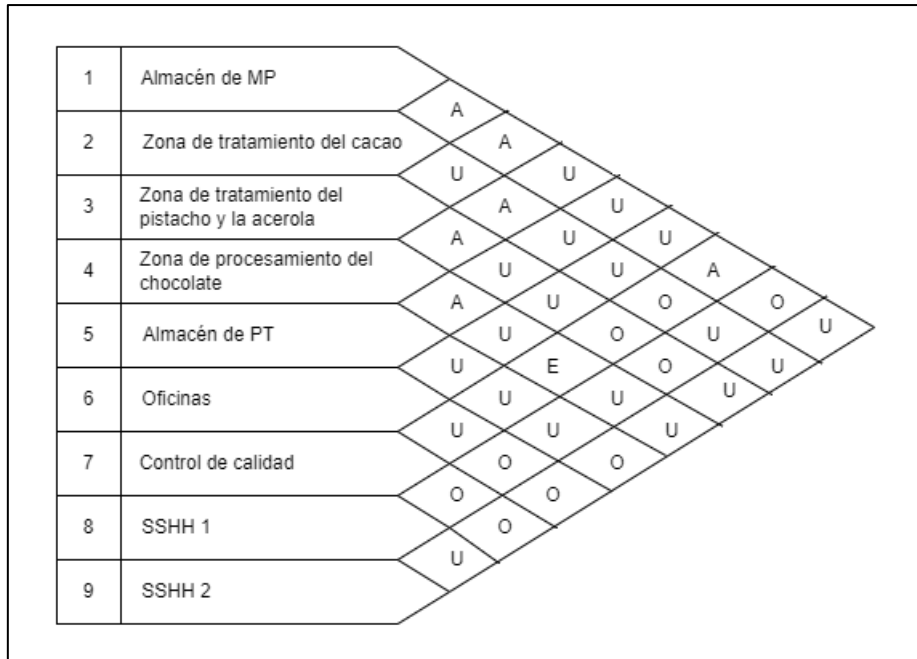 1 Almacén de MP
A
2 Zona de tratamiento del cacao A
U U
3 Zona de tratamiento del
pistacho y la acerola A U
A U U
4 Zona de procesamiento del
chocolate U U A
A U O O
5 Almacén de PT U O U U
U E O U
6 Oficinas U U U
U U U
7 Control de calidad O O
O O
8 SSHH 1 O
U
9 SSHH 2